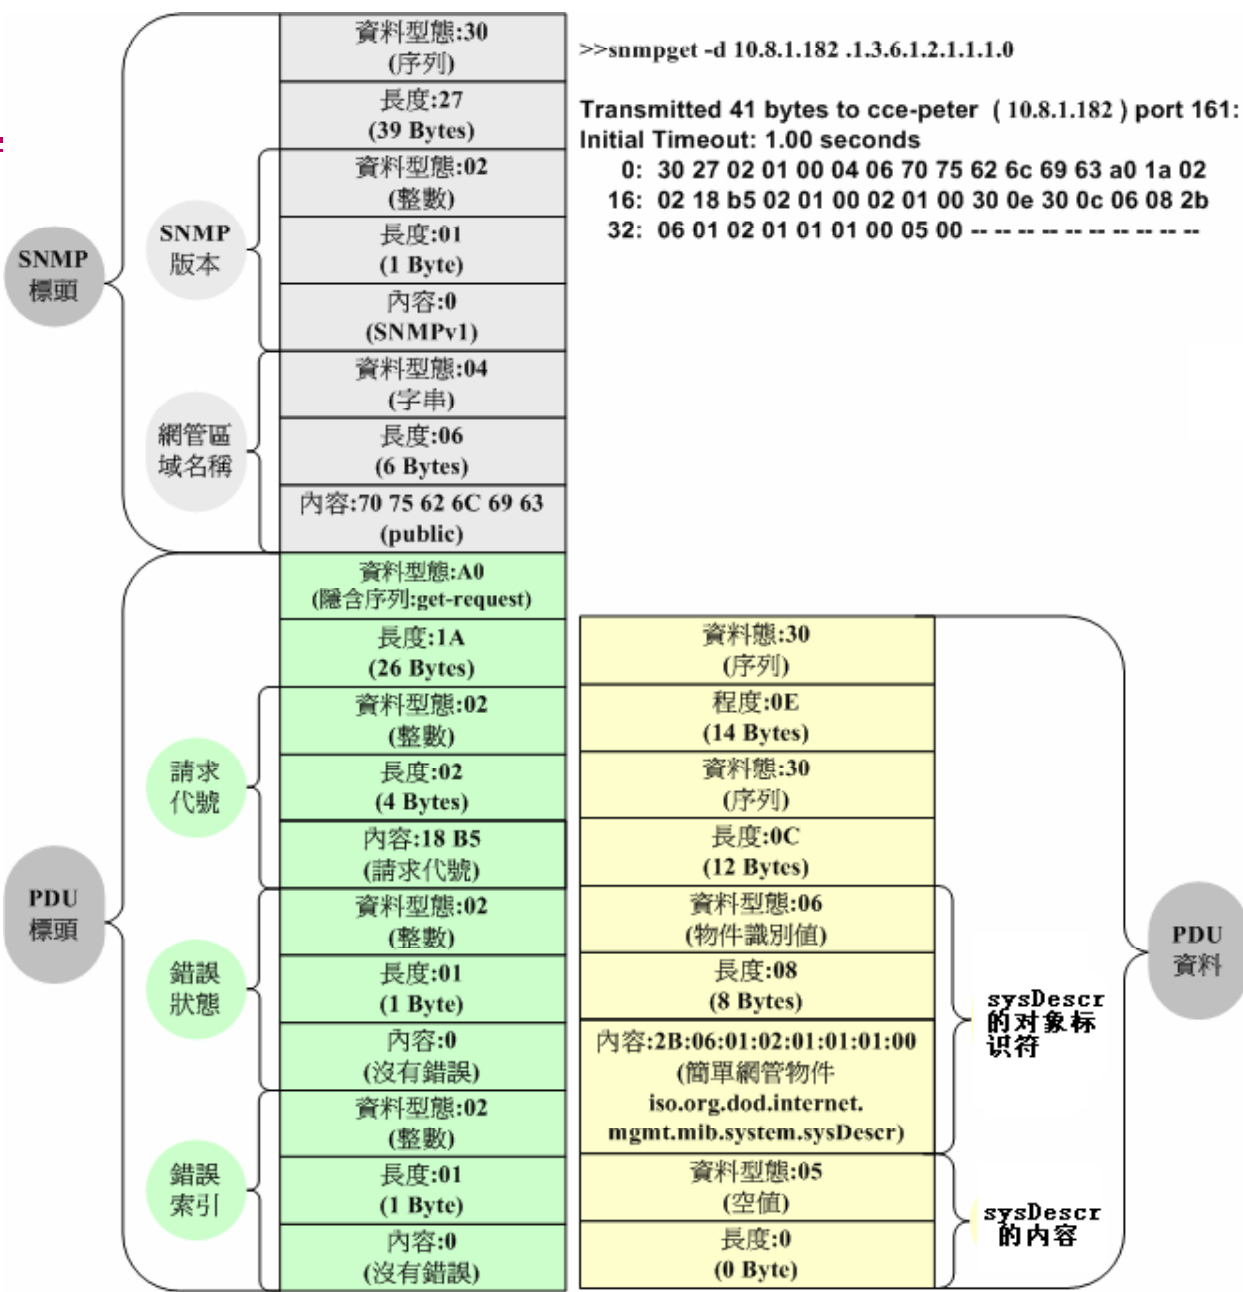 資料型態:30
(序列)
長度:27
(39 Bytes)
資料型態:02
(整數)
長度:01
(1 Byte)
內容:0
(SNMPv1)
資料型態:04
(字串)
長度:06
(6 Bytes)
內容:70 75 62 6C 69 63
(public)
SNMP
標頭
SNMP
版本
網管區
域名稱
>>snmpget -d 10.8.1.182 .1.3.6.1.2.1.1.1.0
Transmitted 41 bytes to cce-peter ( 10.8.1.182 ) port 161:
Initial Timeout: 1.00 seconds
0: 30 27 02 01 00 04 06 70 75 62 6c 69 63 a0 1a 02
16: 02 18 b5 02 01 00 02 01 00 30 0e 30 0c 06 08 2b
32: 06 01 02 01 01 01 00 05 00 -- -- -- -- -- -- -- -- -- --
資料型態:A0
(隱含序列:get-request)
長度:1A
(26 Bytes)
資料型態:02
(整數)
長度:02
(4 Bytes)
內容:18 B5
(請求代號)
資料型態:02
(整數)
長度:01
(1 Byte)
內容:0
(沒有錯誤)
資料型態:02
(整數)
長度:01
(1 Byte)
內容:0
(沒有錯誤)
PDU
標頭
請求
代號
錯誤
狀態
錯誤
索引
資料態:30
(序列)
程度:0E
(14 Bytes)
資料態:30
(序列)
長度:0C
(12 Bytes)
資料型態:06
(物件識別值)
長度:08
(8 Bytes)
內容:2B:06:01:02:01:01:01:00
(簡單網管物件
iso.org.dod.internet.
mgmt.mib.system.sysDescr)
資料型態:05
(空值)
長度:0
(0 Byte)
sysDescr
的对象标
识符
sysDescr
的内容
PDU
資料